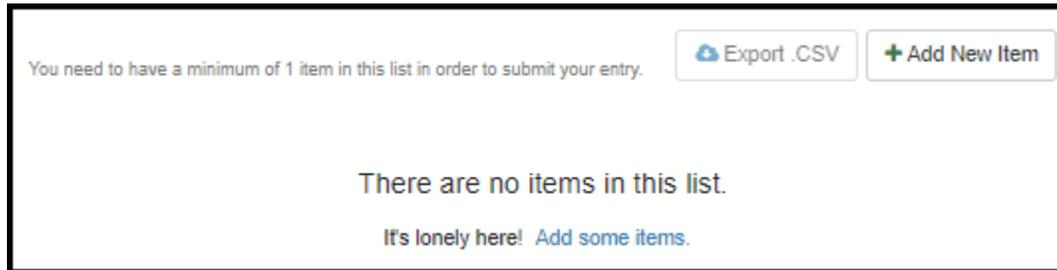 You need to have a minimum of 1 item in this list in order to submit your entry.
Export .CSV
Add New Item
There are no items in this list.
It's lonely here! Add some items.